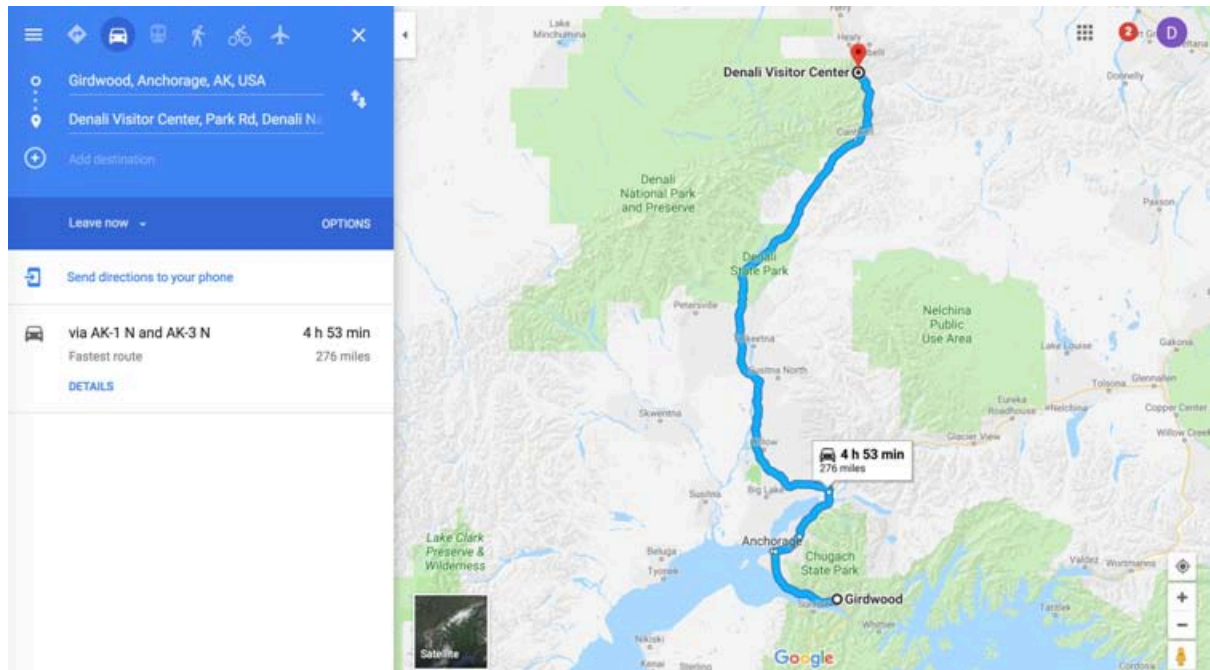 Girdwood, Anchorage, AK, USA
Denali Visitor Center, Park Rd, Denali Na
Add destination
Leave now
OPTIONS
Send directions to your phone
via AK-1 N and AK-3 N 4 h 53 min
Fastest route 276 miles
DETAILS
Lake
Minchumina
Healy
2
D
Denali Visitor Center
Donnelly
Cantwell
Denali
National Park
and Preserve
Paxson
Denali
State Park
Petersville
Nelchina
Public
Use Area
Lake Louise
Gakona
Susitna North
Tolsona
Glennallen
Eureka
Roadhouse
Nelchina
Copper Center
Skwentna
Willow Creek
Glacier View
Willow
4 h 53 min
276 miles
Big Lake
Susitna
Lake Clark
Preserve &
Wilderness
Anchorage
Beluga
Tyonek
Chugach
State Park
Valdez
Wortmanns
Girdwood
Whittier
Tatitlek
Satellite
Nikiski
Kenai
Sterling
Google
Cordova